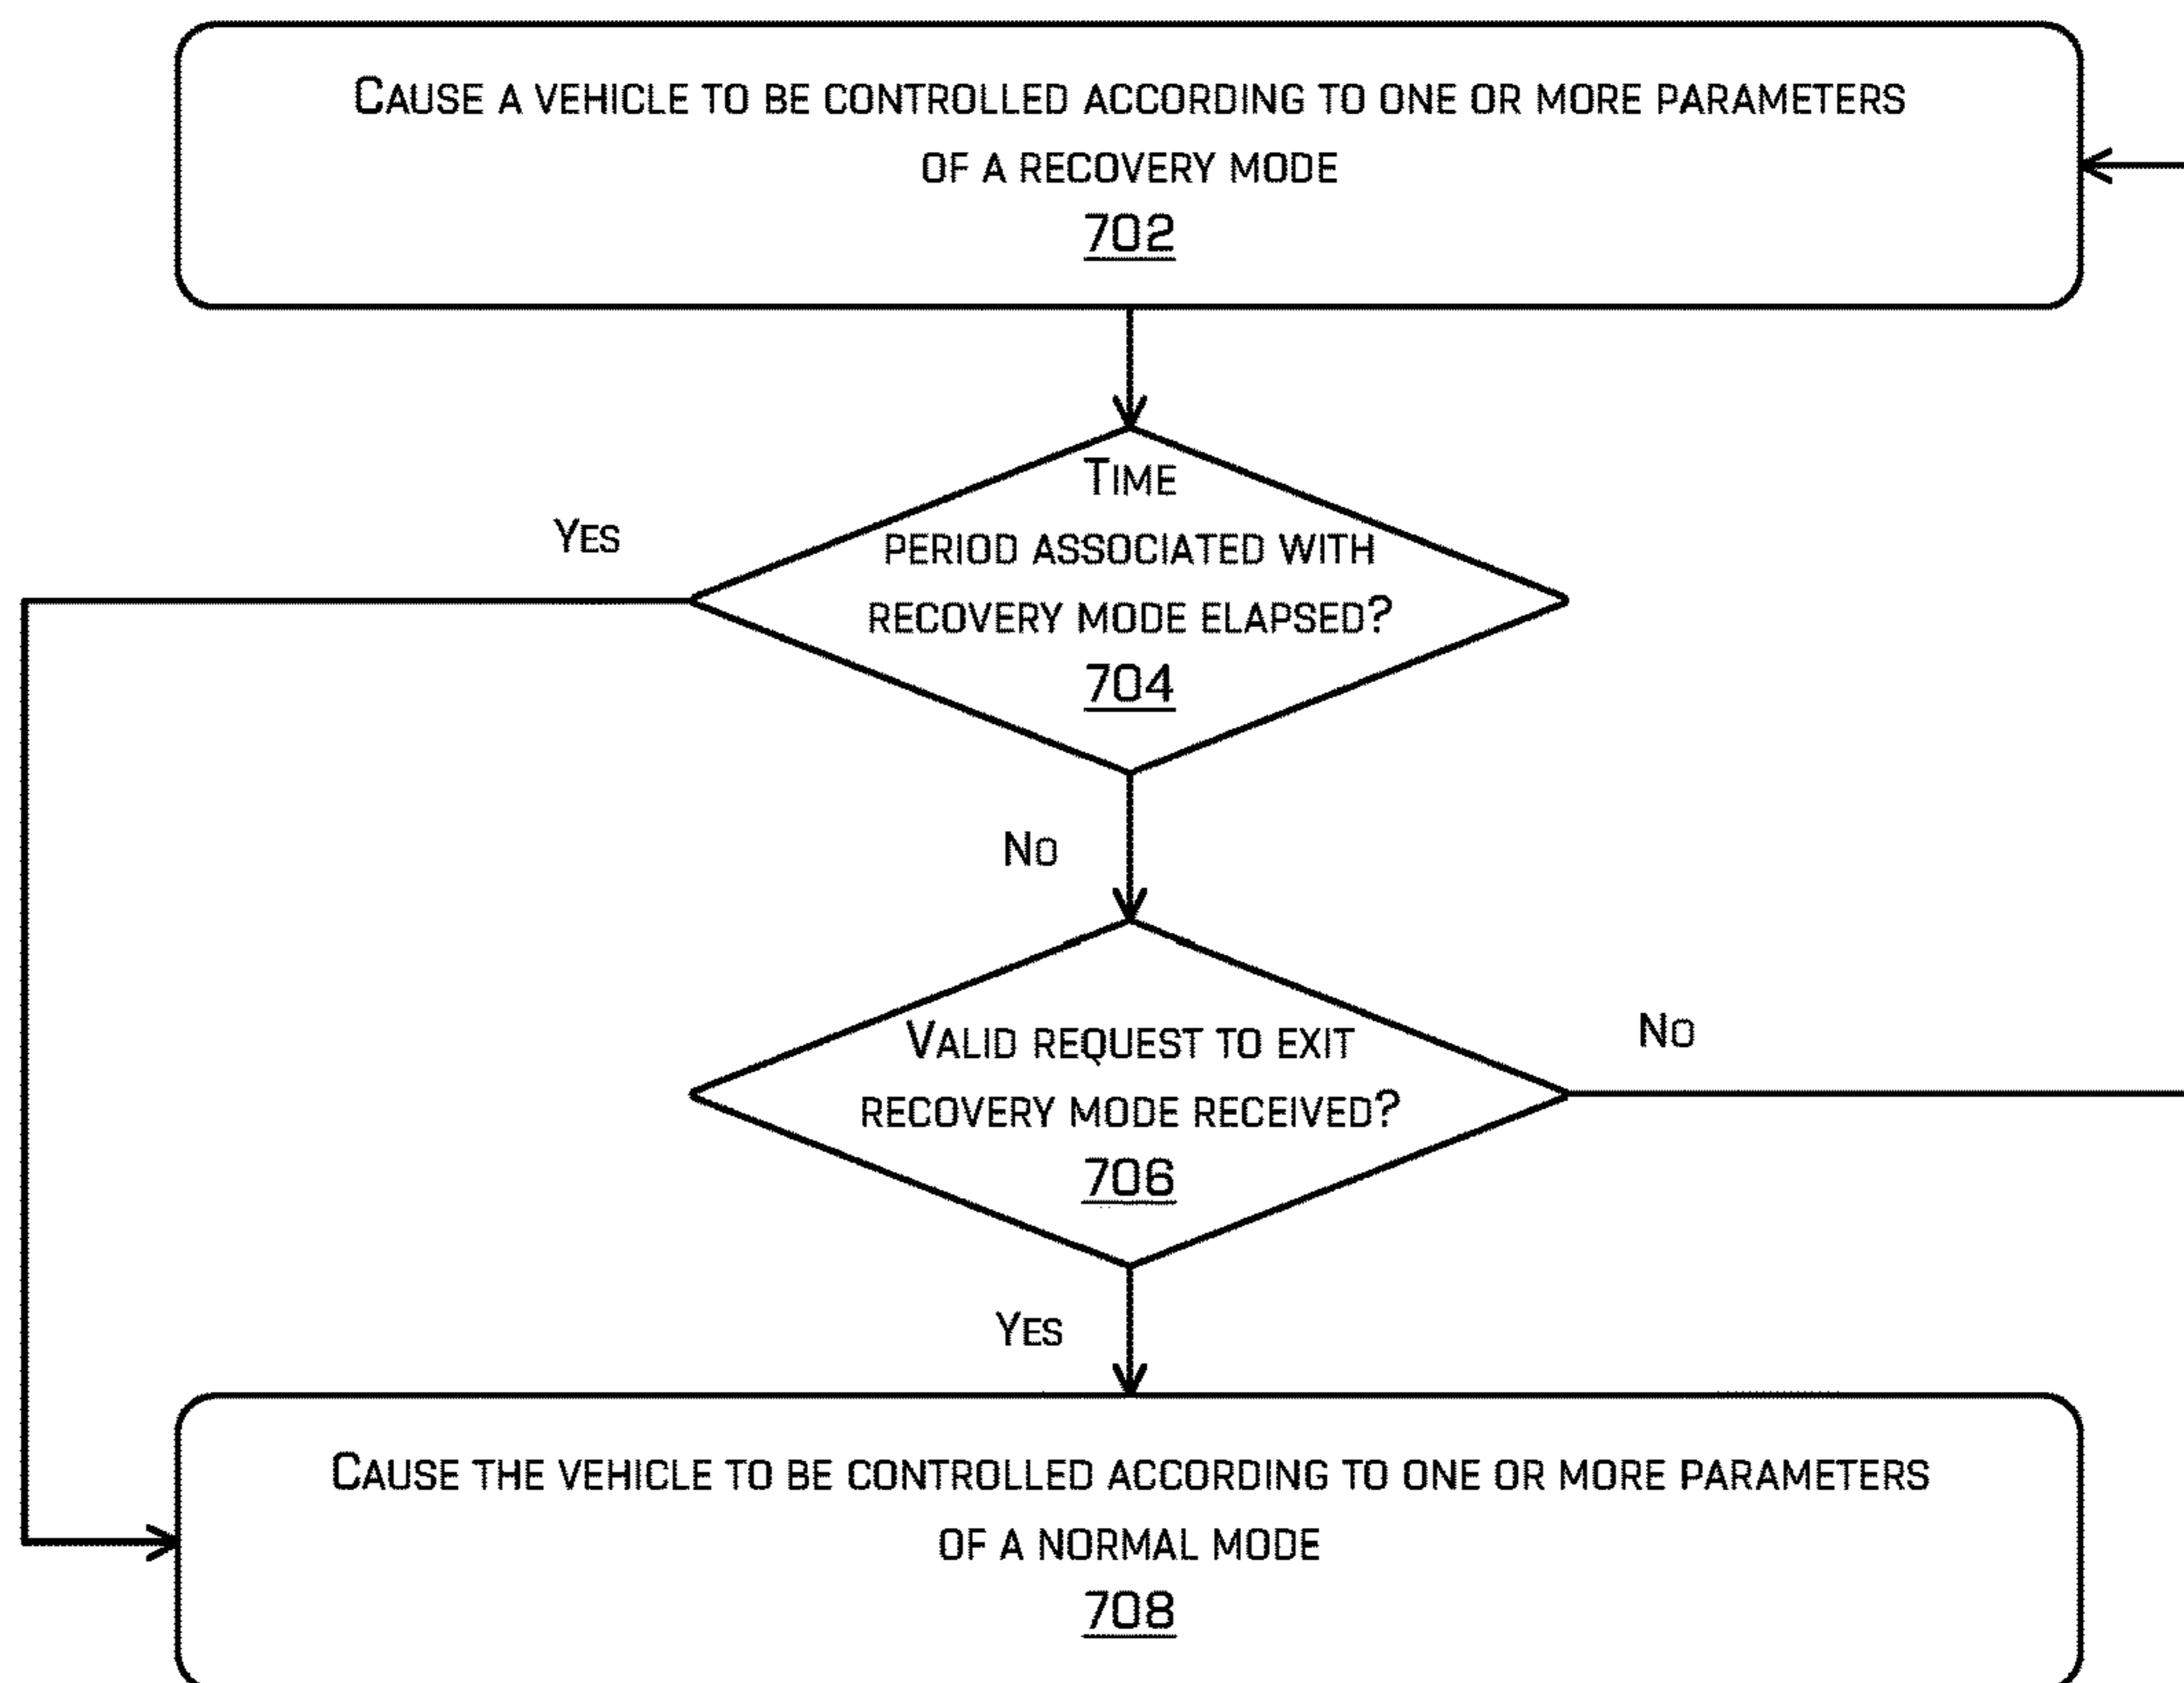 Cause a vehicle to be controlled according to one or more parameters
of a recovery mode
702
Time
Yes
period associated with
recovery mode elapsed?
704
No
Valid request to exit
No
recovery mode received?
706
Yes
Cause the vehicle to be controlled according to one or more parameters
of a normal mode
708